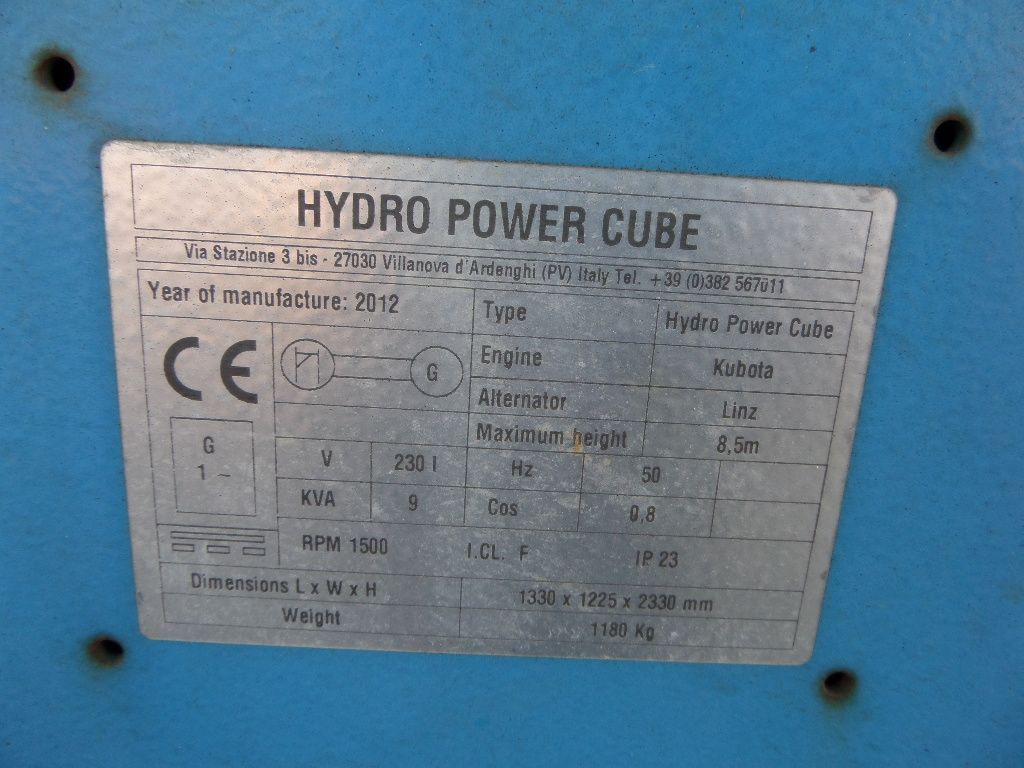 HYDRO POWER CUBE
Via Stazione 3 bis - 27030 Villanova d'Ardenghi (PV) Italy Tel. +39 (0)382 567011
Year of manufacture: 2012
Type Hydro Power Cube
CE
G
Engine Kubota
Alternator Linz
Maximum height 8,5m
G
1 ~
V 230 I Hz 50
KVA 9 Cos 0,8
RPM 1500 I.CL. F IP 23
Dimensions L x W x H 1330 x 1225 x 2330 mm
Weight 1180 Kg